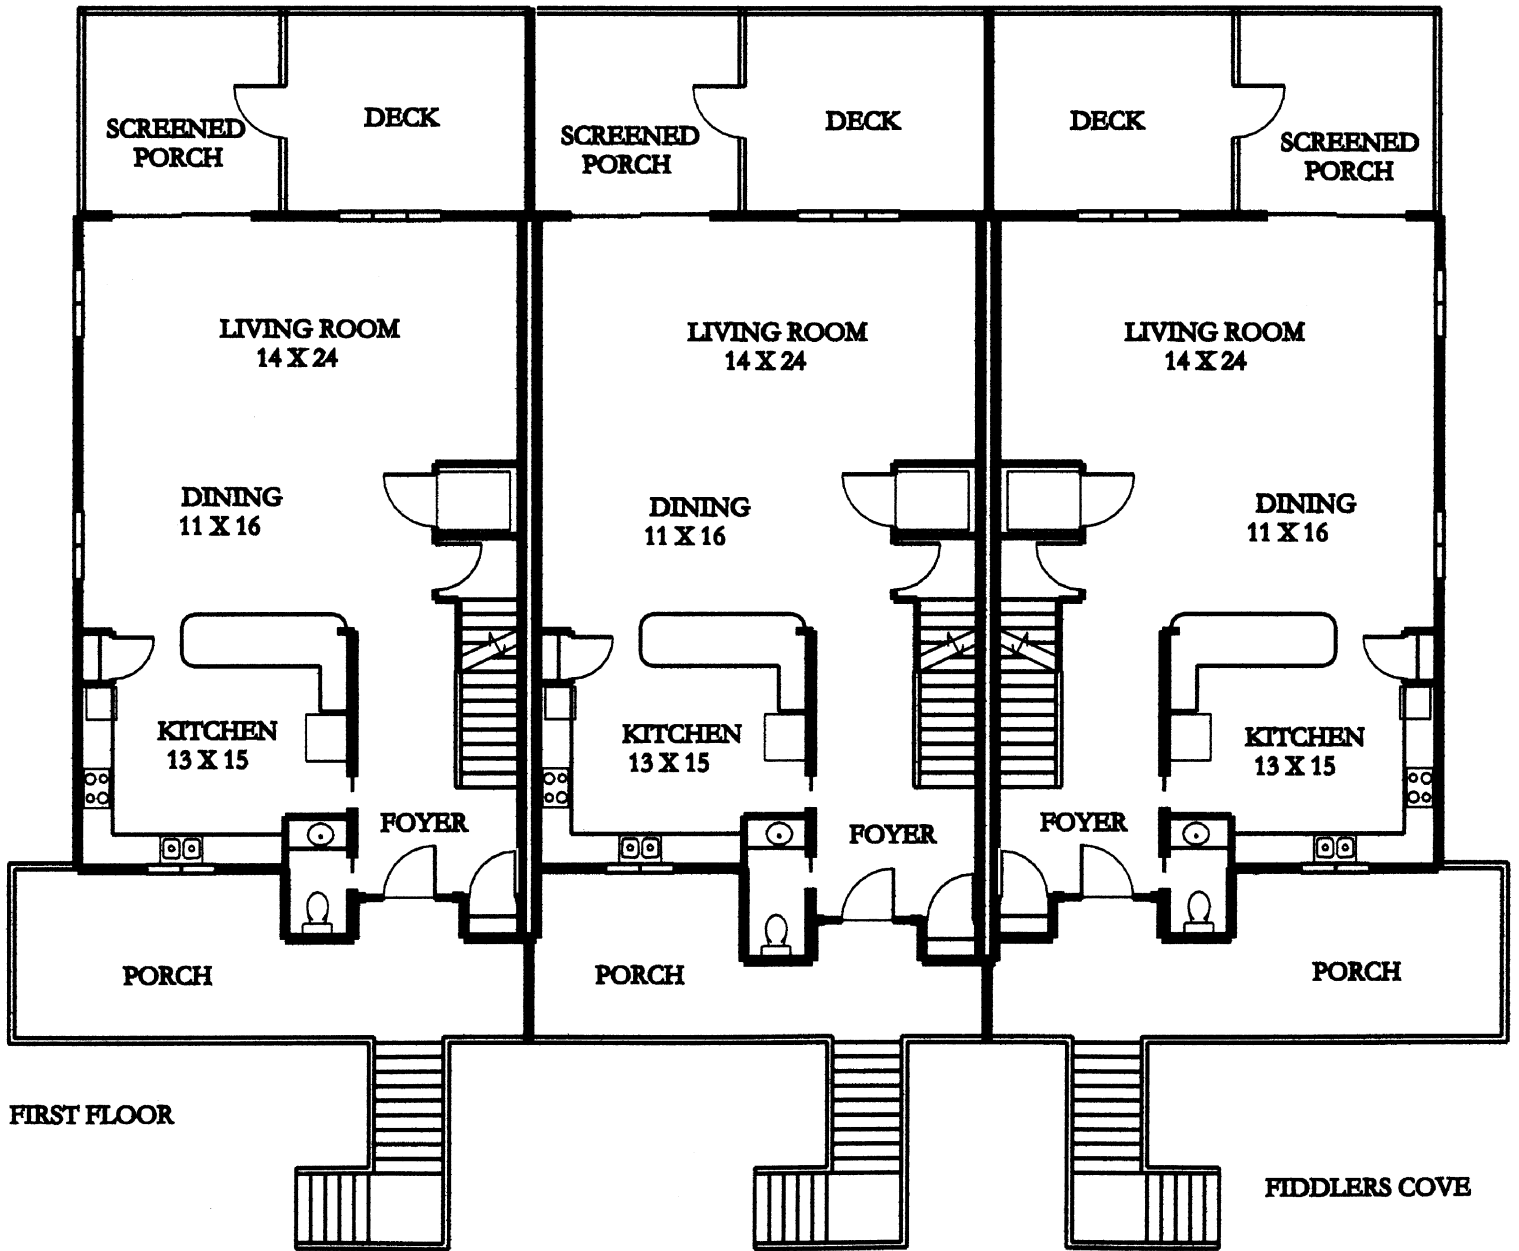 SCREENED
PORCH
DECK
SCREENED
PORCH
DECK
DECK
SCREENED
PORCH
LIVING ROOM
14 X 24
LIVING ROOM
14 X 24
LIVING ROOM
14 X 24
DINING
11 X 16
DINING
11 X 16
DINING
11 X 16
KITCHEN
13 X 15
KITCHEN
13 X 15
KITCHEN
13 X 15
FOYER
FOYER
FOYER
PORCH
PORCH
PORCH
FIRST FLOOR
FIDDLERS COVE